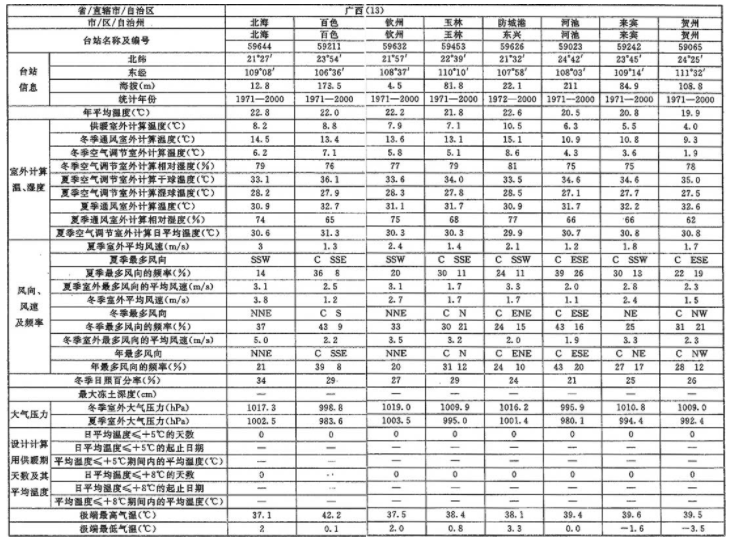 省/直辖市/自治区 广西(13)
市/区/自治州 北海 百色 钦州 玉林 防城港 河池 来宾 贺州
台站名称及编号 北海 百色 钦州 玉林 东兴 河池 来宾 贺州
59644 59211 59632 59453 59626 59023 59242 59065
台站信息 北纬 21°27′ 23°54′ 21°57′ 22°39′ 21°32′ 24°42′ 23°45′ 24°25′
东经 109°08′ 106°36′ 108°37′ 110°10′ 107°58′ 108°03′ 109°14′ 111°32′
海拔(m) 12.8 173.5 4.5 81.8 22.1 211 84.9 108.8
统计年份 1971—2000 1971—2000 1971—2000 1971—2000 1972—2000 1971—2000 1971—2000 1971—2000
年平均温度(℃) 22.8 22.0 22.2 21.8 22.6 20.5 20.8 19.9
室外计算温、湿度 供暖室外计算温度(℃) 8.2 8.8 7.9 7.1 10.5 6.3 5.5 4.0
冬季通风室外计算温度(℃) 14.5 13.4 13.6 13.1 15.1 10.9 10.8 9.3
冬季空气调节室外计算温度(℃) 6.2 7.1 5.8 5.1 8.6 4.3 3.6 1.9
冬季空气调节室外计算相对湿度(%) 79 76 77 79 81 75 75 78
夏季空气调节室外计算干球温度(℃) 33.1 36.1 33.6 34.0 33.5 34.6 34.6 35.0
夏季空气调节室外计算湿球温度(℃) 28.2 27.9 28.3 27.8 28.5 27.1 27.7 27.5
夏季通风室外计算温度(℃) 30.9 32.7 31.1 31.7 30.9 31.7 32.2 32.6
夏季通风室外计算相对湿度(%) 74 65 75 68 77 66 66 62
夏季空气调节室外计算日平均温度(℃) 30.6 31.3 30.3 30.3 29.9 30.7 30.8 30.8
风向、风速及频率 夏季室外平均风速(m/s) 3 1.3 2.4 1.4 2.1 1.2 1.8 1.7
夏季最多风向 SSW C SSE SSW C SSE C SSW C ESE C SSW C ESE
夏季最多风向的频率(%) 14 36 8 20 30 11 24 11 39 26 30 13 22 19
夏季室外最多风向的平均风速(m/s) 3.1 2.5 3.1 1.7 3.3 2.0 2.8 2.3
冬季室外平均风速(m/s) 3.8 1.2 2.7 1.7 1.7 1.1 2.4 1.5
冬季最多风向 NNE C S NNE C N C ENE C ESE NE C NW
冬季最多风向的频率(%) 37 43 9 33 30 21 24 15 43 16 25 31 21
冬季室外最多风向的平均风速(m/s) 5.0 2.2 3.5 3.2 2.0 1.9 3.3 2.3
年最多风向 NNE C SSE NNE C N C ENE C ESE C NE C NW
年最多风向的频率(%) 21 39 8 20 31 12 24 10 43 20 27 17 28 12
冬季日照百分率(%) 34 29 27 29 24 21 25 26
最大冻土深度(cm) — — — — — — — —
大气压力 冬季室外大气压力(hPa) 1017.3 998.8 1019.0 1009.9 1016.2 995.9 1010.8 1009.0
夏季室外大气压力(hPa) 1002.5 983.6 1003.5 995.0 1001.4 980.1 994.4 992.4
设计计算用供暖期天数及其平均温度 日平均温度≤+5℃的天数 0 0 0 0 0 0 0 0
日平均温度≤+5℃的起止日期 — — — — — — — —
平均温度≤+5℃期间内的平均温度(℃) — — — — — — — —
日平均温度≤+8℃的天数 0 0 0 0 0 0 0 0
日平均温度≤+8℃的起止日期 — — — — — — — —
平均温度≤+8℃期间内的平均温度(℃) — — — — — — — —
极端最高气温(℃) 37.1 42.2 37.5 38.4 38.1 39.4 39.6 39.5
极端最低气温(℃) 2 0.1 2.0 0.8 3.3 0.0 -1.6 -3.5